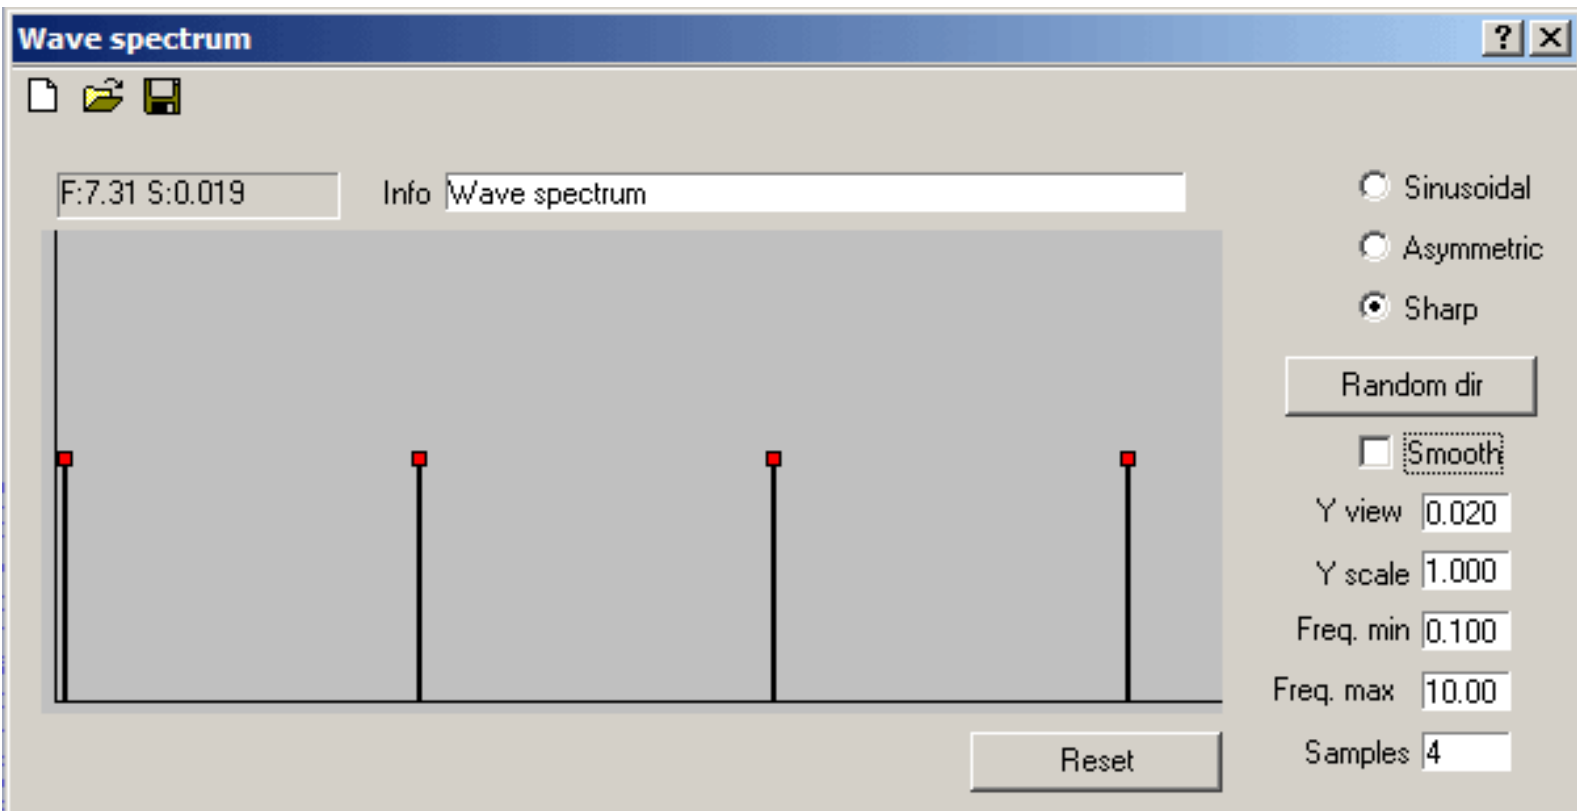 Wave spectrum
F:7.31 S:0.019
Info
Wave spectrum
Sinusoidal
Asymmetric
Sharp
Random dir
Smooth
Y view 0.020
Y scale 1.000
Freq. min 0.100
Freq. max 10.00
Samples 4
Reset